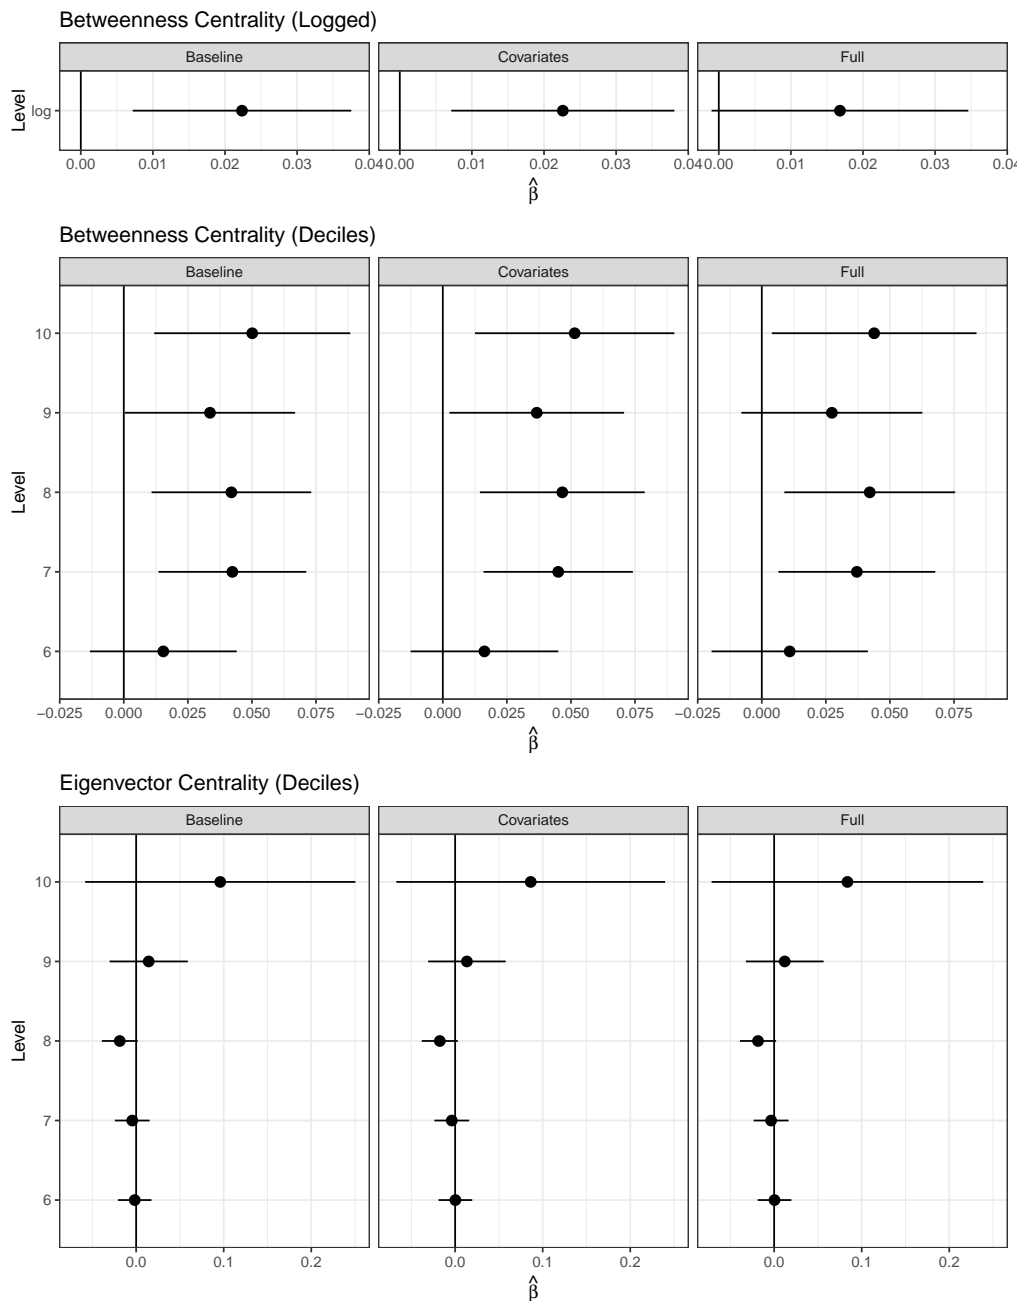 Betweenness Centrality (Logged)
Baseline Covariates Full
Level
log
0.00 0.01 0.02 0.03 0.04 0.00 0.01 0.02 0.03 0.04 0.00 0.01 0.02 0.03 0.04
β̂
Betweenness Centrality (Deciles)
Baseline Covariates Full
10
9
Level
8
7
6
−0.025 0.000 0.025 0.050 0.075 −0.025 0.000 0.025 0.050 0.075 −0.025 0.000 0.025 0.050 0.075
β̂
Eigenvector Centrality (Deciles)
Baseline Covariates Full
10
9
Level
8
7
6
0.0 0.1 0.2 0.0 0.1 0.2 0.0 0.1 0.2
β̂